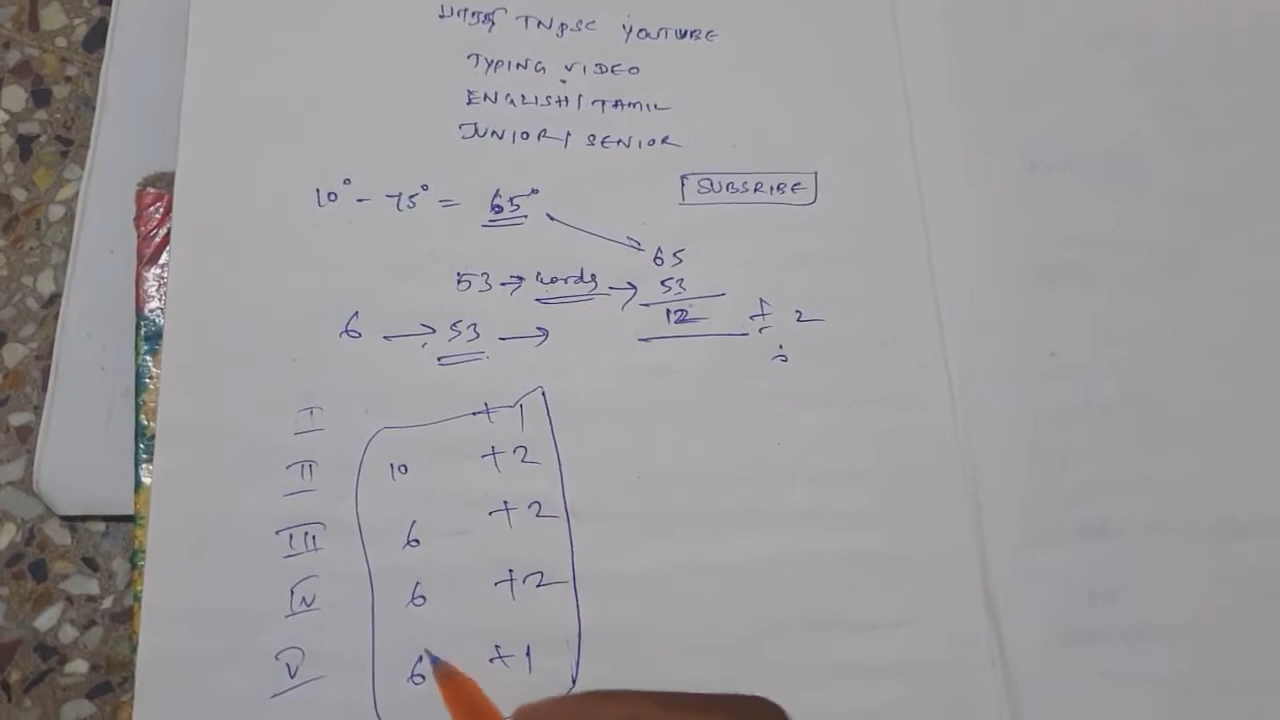 பாரதி TNPSC YOUTUBE
TYPING VIDEO
ENGLISH / TAMIL
JUNIOR / SENIOR
SUBSRIBE
10° - 75° = 65°
65
53 → words → 53
12 + 2
6 → 53 →
I +1
II 10 +2
III 6 +2
IV 6 +2
V 6 +1